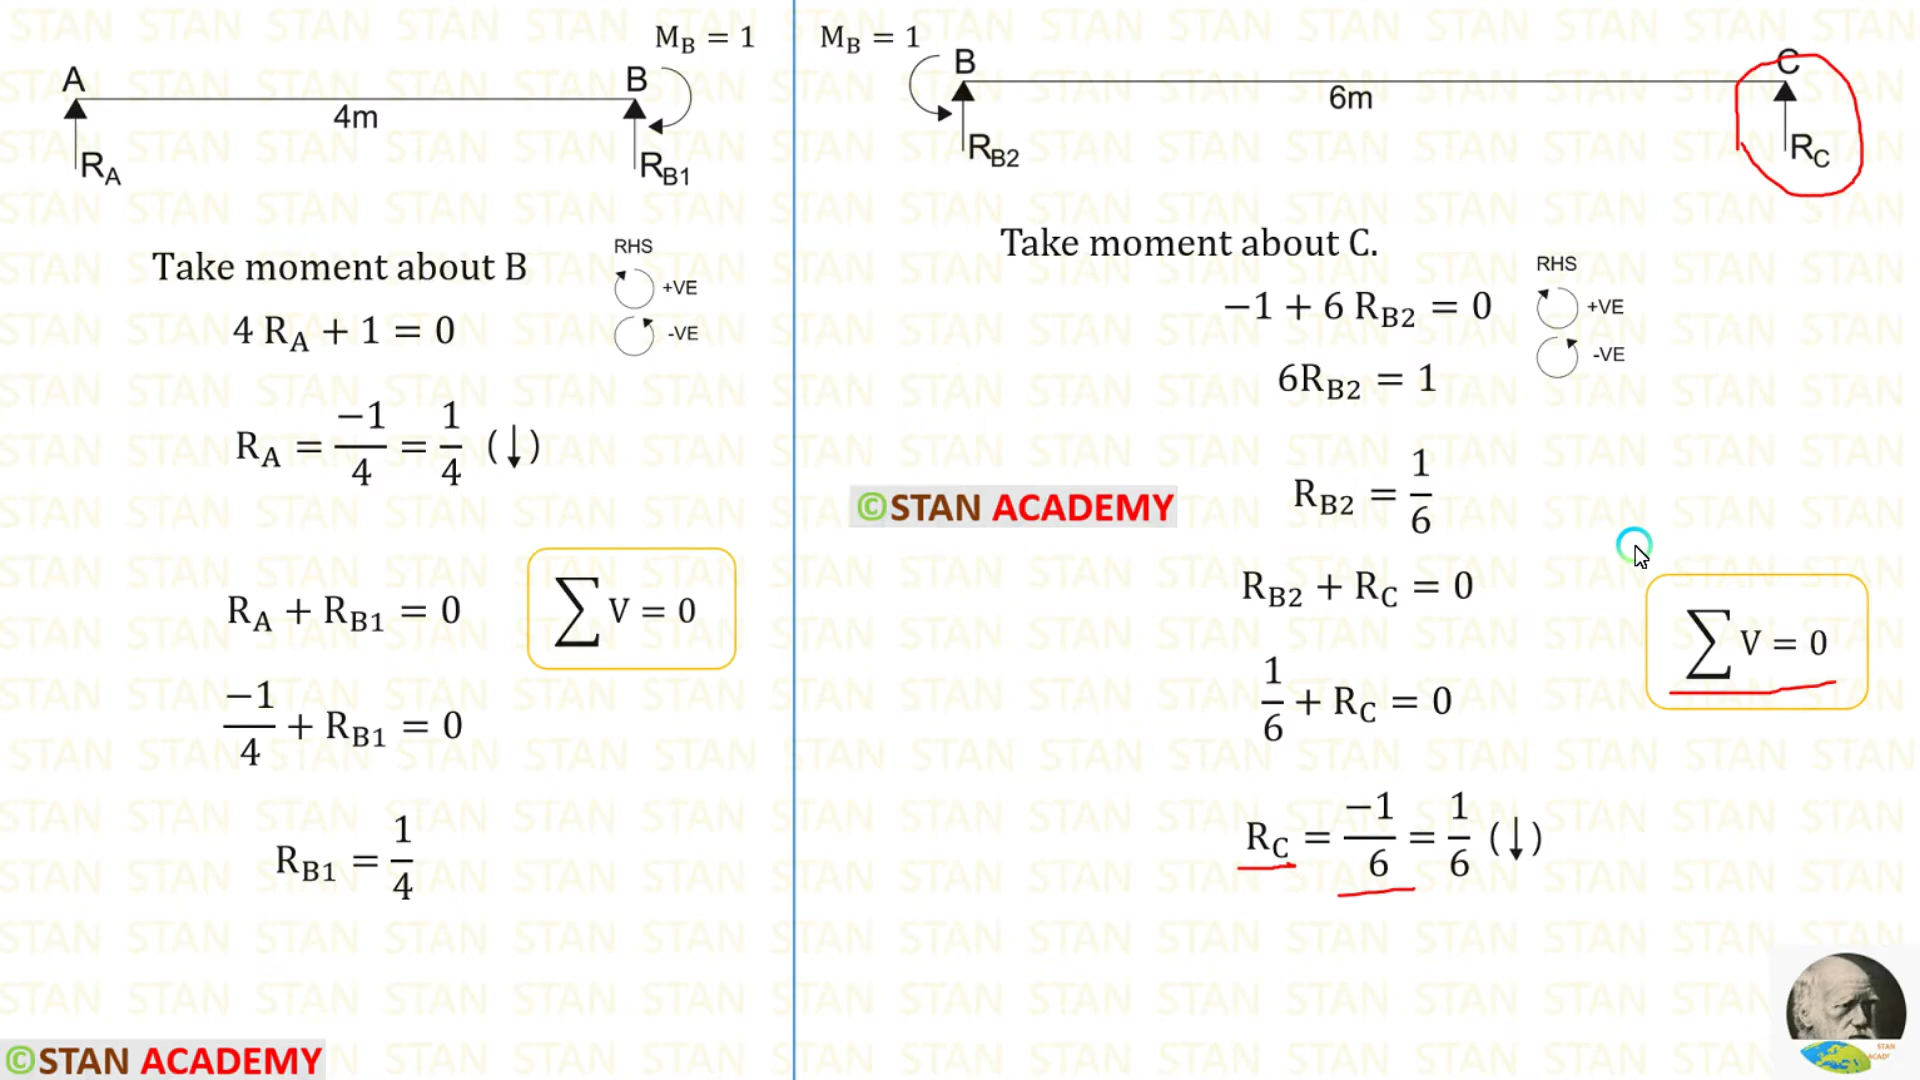 M_B = 1
A
B
4m
R_A
R_B1
Take moment about B
RHS
+VE
-VE
4 R_A + 1 = 0
R_A = −1/4 = 1/4 (↓)
R_A + R_B1 = 0
∑ V = 0
−1/4 + R_B1 = 0
R_B1 = 1/4
©STAN ACADEMY
M_B = 1
B
C
6m
R_B2
R_C
Take moment about C.
RHS
+VE
-VE
−1 + 6 R_B2 = 0
6R_B2 = 1
R_B2 = 1/6
©STAN ACADEMY
R_B2 + R_C = 0
∑ V = 0
1/6 + R_C = 0
R_C = −1/6 = 1/6 (↓)
STAN